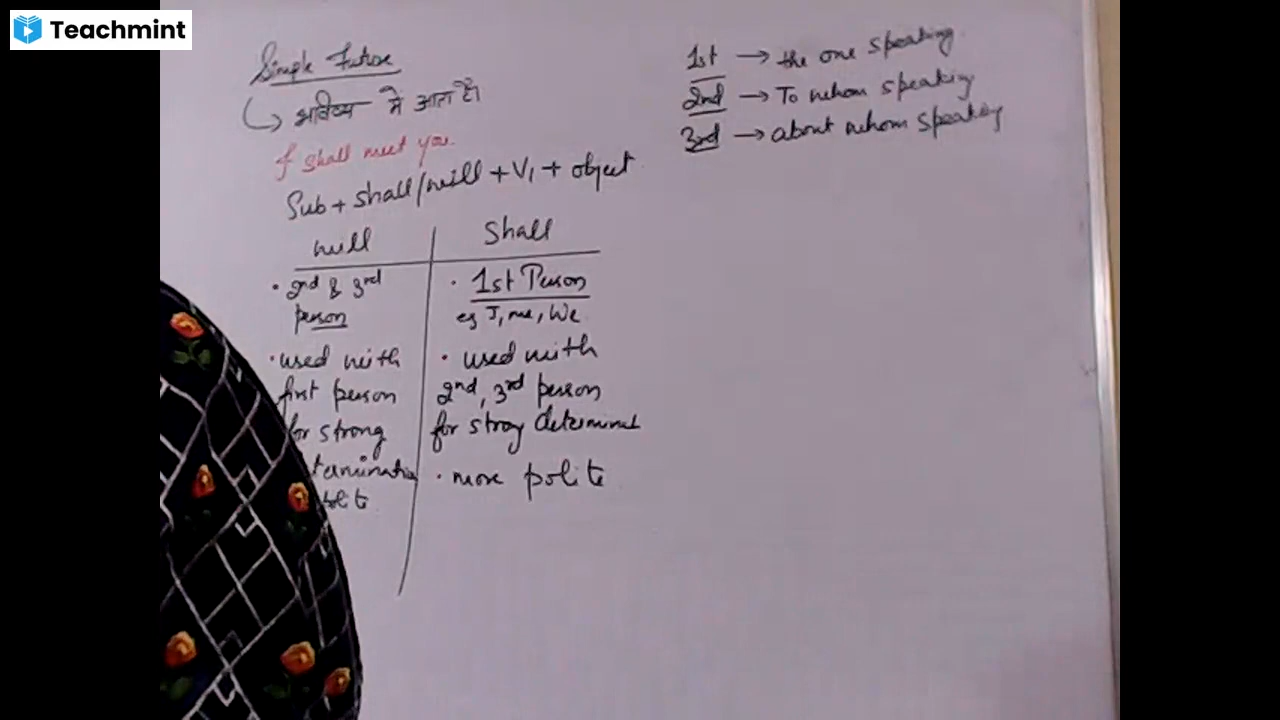 Teachmint
Simple Future
भविष्य में आता है।
I shall meet you.
Sub + shall/will + V1 + object
will
Shall
• 2nd & 3rd
person
• used with
first person
for strong
• 1st Person
eg I, me, We
• used with
2nd, 3rd person
for strong
• more polite
1st → the one speaking
2nd → To whom speaking
3rd → about whom speaking